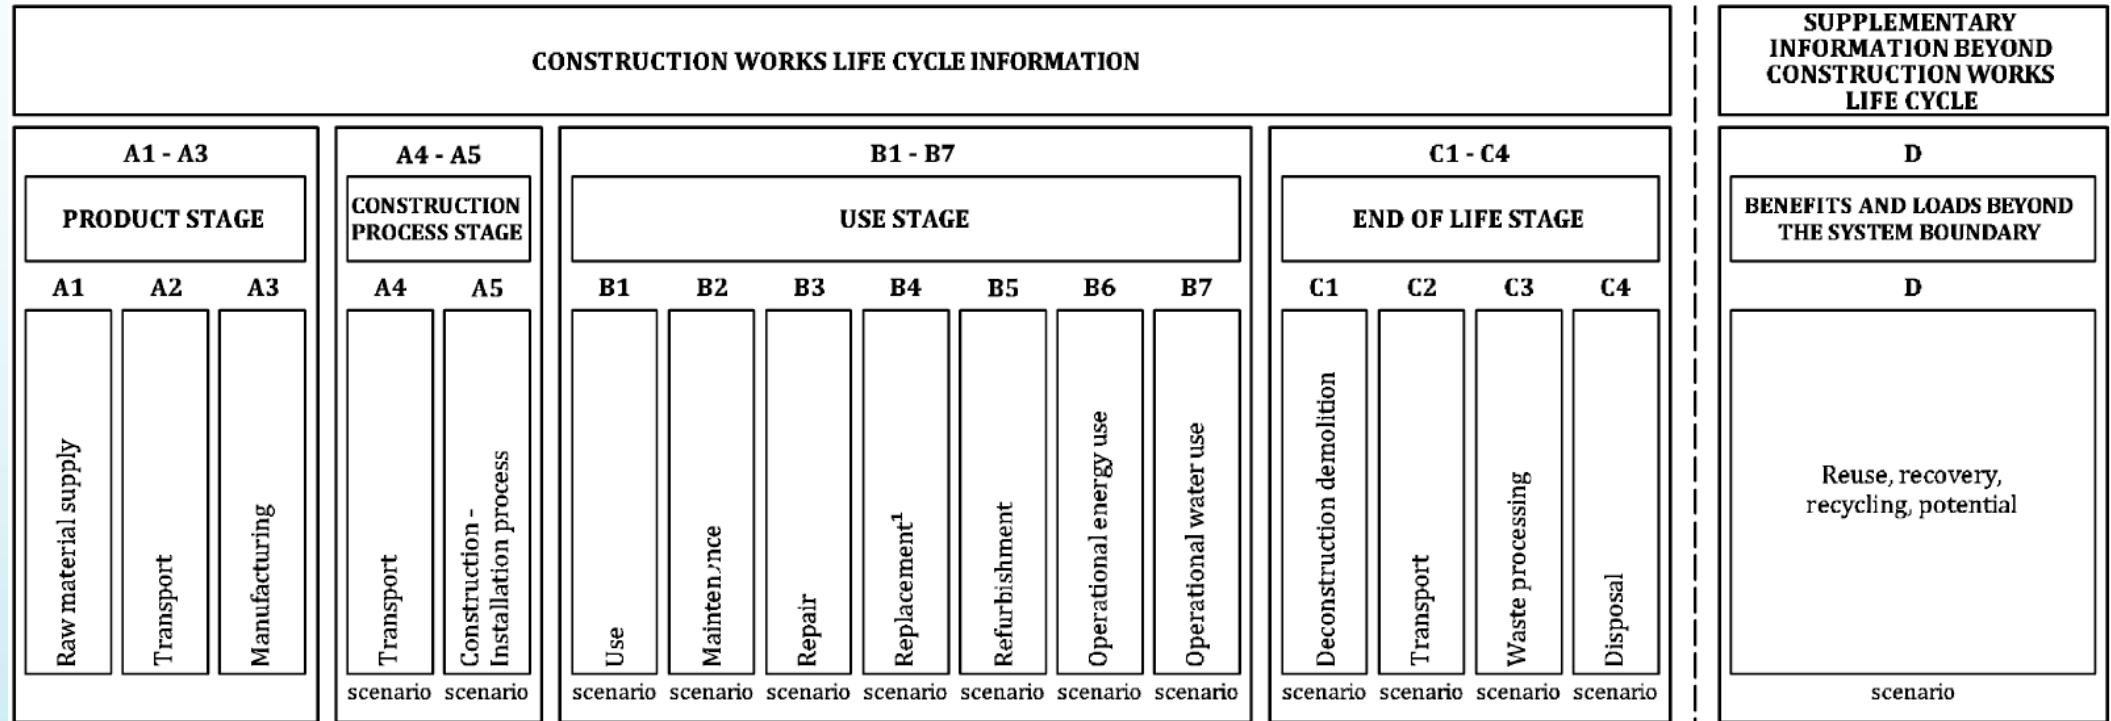 CONSTRUCTION WORKS LIFE CYCLE INFORMATION
SUPPLEMENTARY
INFORMATION BEYOND
CONSTRUCTION WORKS
LIFE CYCLE
A1 - A3
PRODUCT STAGE
A1
A2
A3
Raw material supply
Transport
Manufacturing
A4 - A5
CONSTRUCTION
PROCESS STAGE
A4
A5
Transport
Construction -
Installation process
scenario
scenario
B1 - B7
USE STAGE
B1
B2
B3
B4
B5
B6
B7
Use
Maintenance
Repair
Replacement¹
Refurbishment
Operational energy use
Operational water use
scenario
scenario
scenario
scenario
scenario
scenario
scenario
C1 - C4
END OF LIFE STAGE
C1
C2
C3
C4
Deconstruction demolition
Transport
Waste processing
Disposal
scenario
scenario
scenario
scenario
D
BENEFITS AND LOADS BEYOND
THE SYSTEM BOUNDARY
D
Reuse, recovery,
recycling, potential
scenario